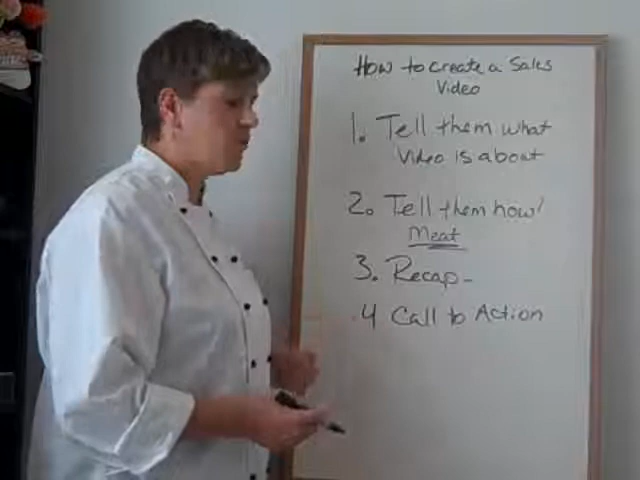 How to create a Sales
Video
1. Tell them what
Video is about
2. Tell them how!
Meat
3. Recap-
4 Call to Action